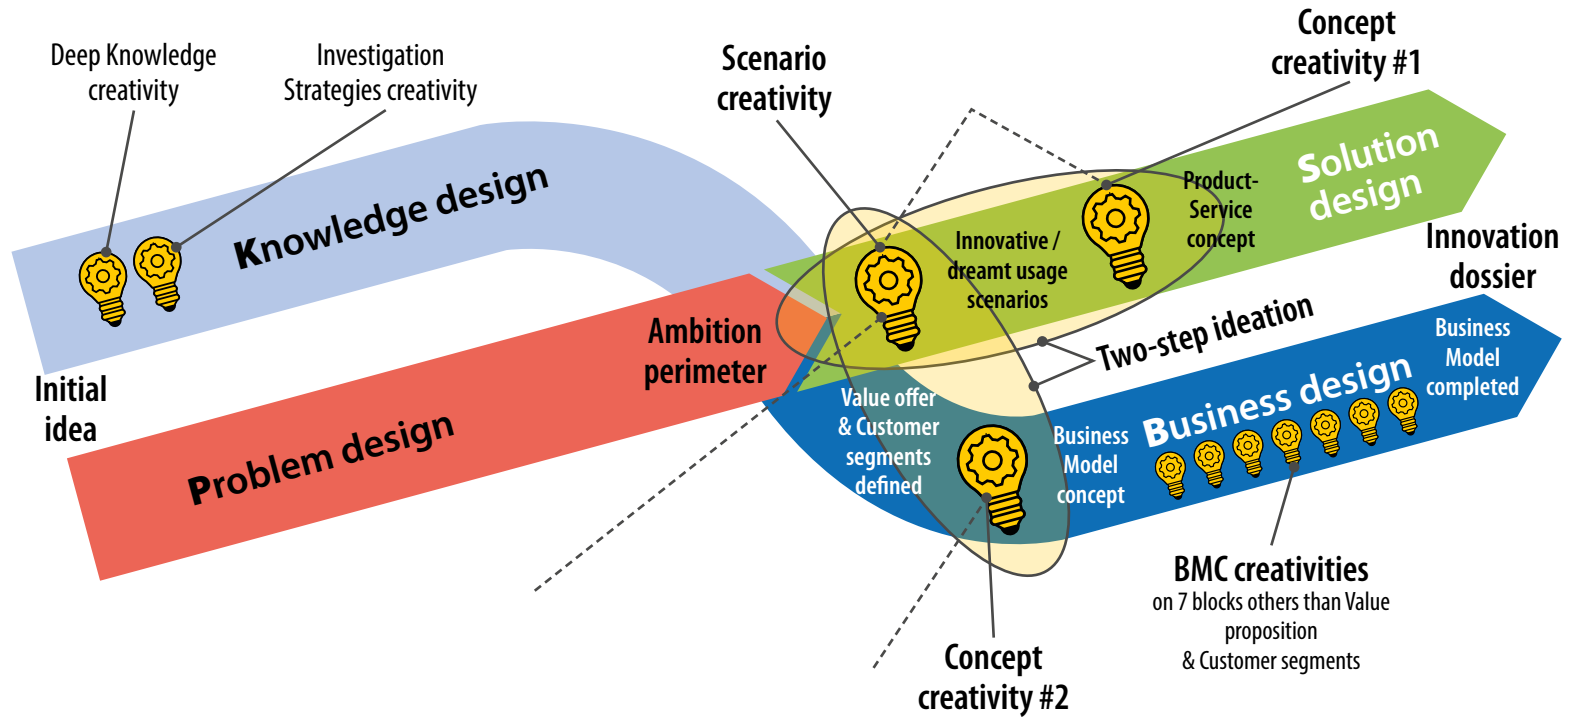 Deep Knowledge
creativity
Investigation
Strategies creativity
Scenario
creativity
Concept
creativity #1
Knowledge design
Solution
design
Product-
Service
concept
Innovative /
dreamt usage
scenarios
Innovation
dossier
Ambition
perimeter
Two-step ideation
Initial
idea
Problem design
Value offer
& Customer
segments
defined
Business
Model
concept
Business design
Business
Model
completed
BMC creativities
on 7 blocks others than Value
proposition
& Customer segments
Concept
creativity #2